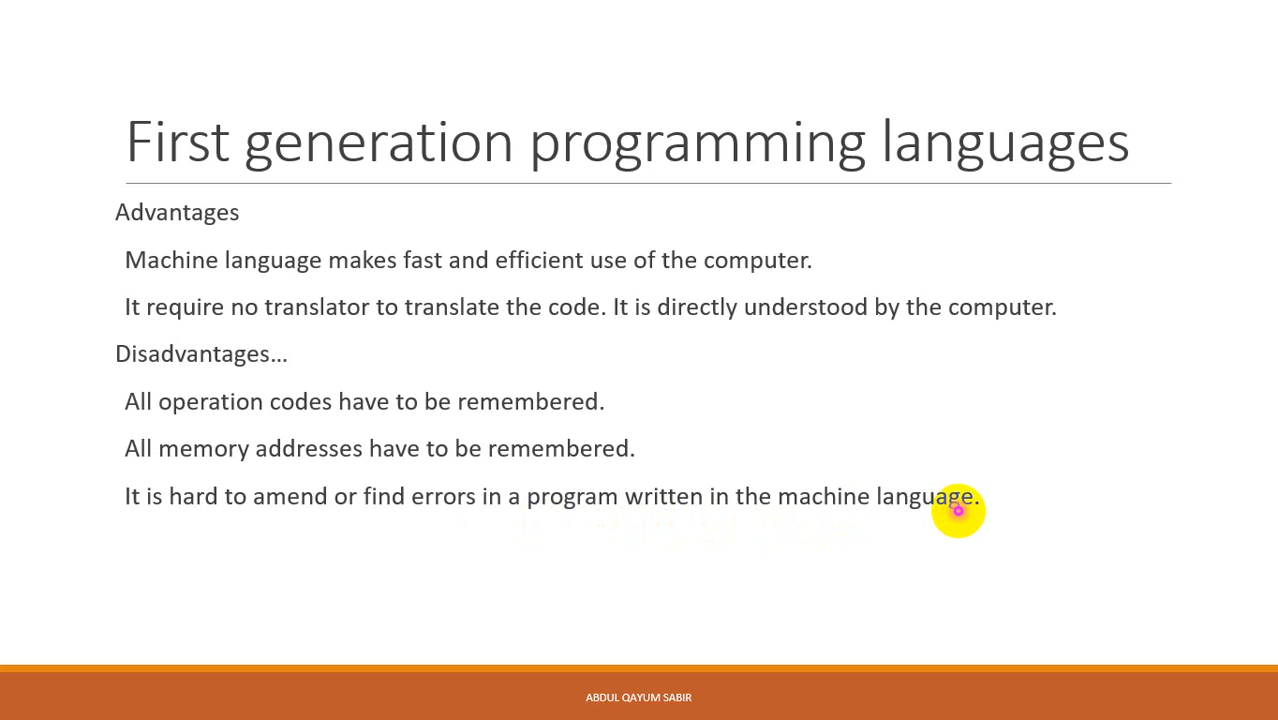 First generation programming languages
Advantages
Machine language makes fast and efficient use of the computer.
It require no translator to translate the code. It is directly understood by the computer.
Disadvantages...
All operation codes have to be remembered.
All memory addresses have to be remembered.
It is hard to amend or find errors in a program written in the machine language.
ABDUL QAYUM SABIR